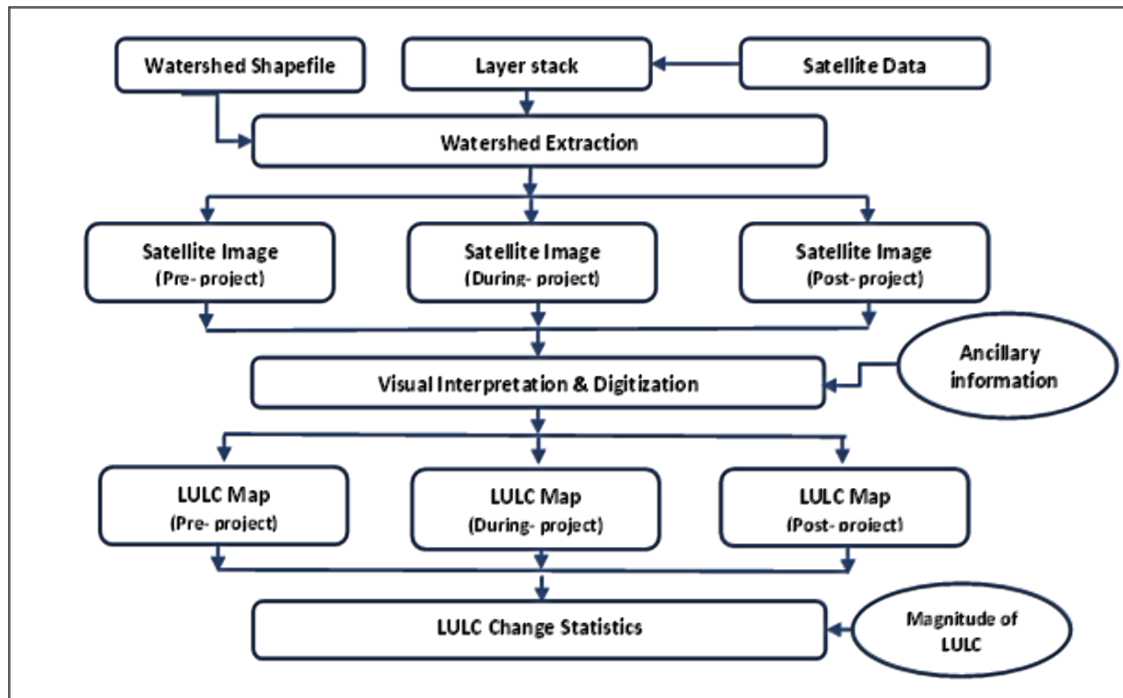 Watershed Shapefile
Layer stack
Satellite Data
Watershed Extraction
Satellite Image
(Pre- project)
Satellite Image
(During- project)
Satellite Image
(Post- project)
Ancillary
information
Visual Interpretation & Digitization
LULC Map
(Pre- project)
LULC Map
(During- project)
LULC Map
(Post- project)
LULC Change Statistics
Magnitude of
LULC